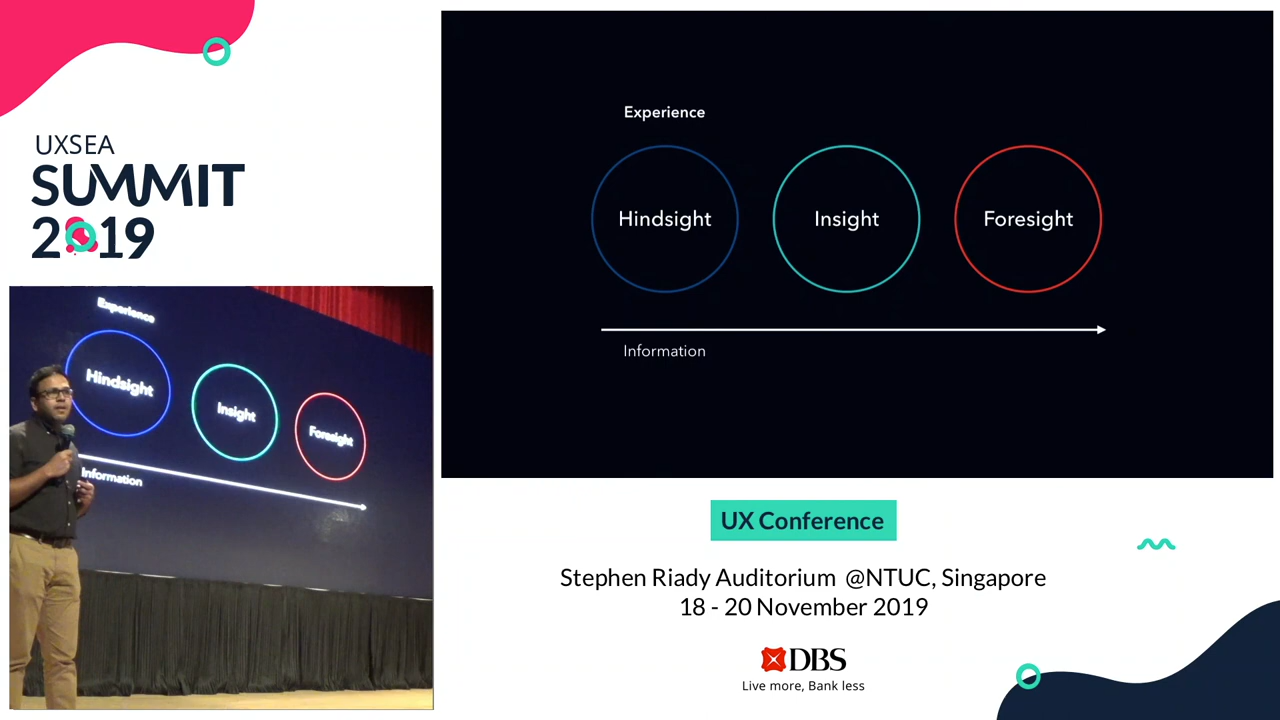 UXSEA
SUMMIT
2019
Experience
Hindsight
Insight
Foresight
Information
Experience
Hindsight
Insight
Foresight
Information
UX Conference
Stephen Riady Auditorium @NTUC, Singapore
18 - 20 November 2019
DBS
Live more, Bank less